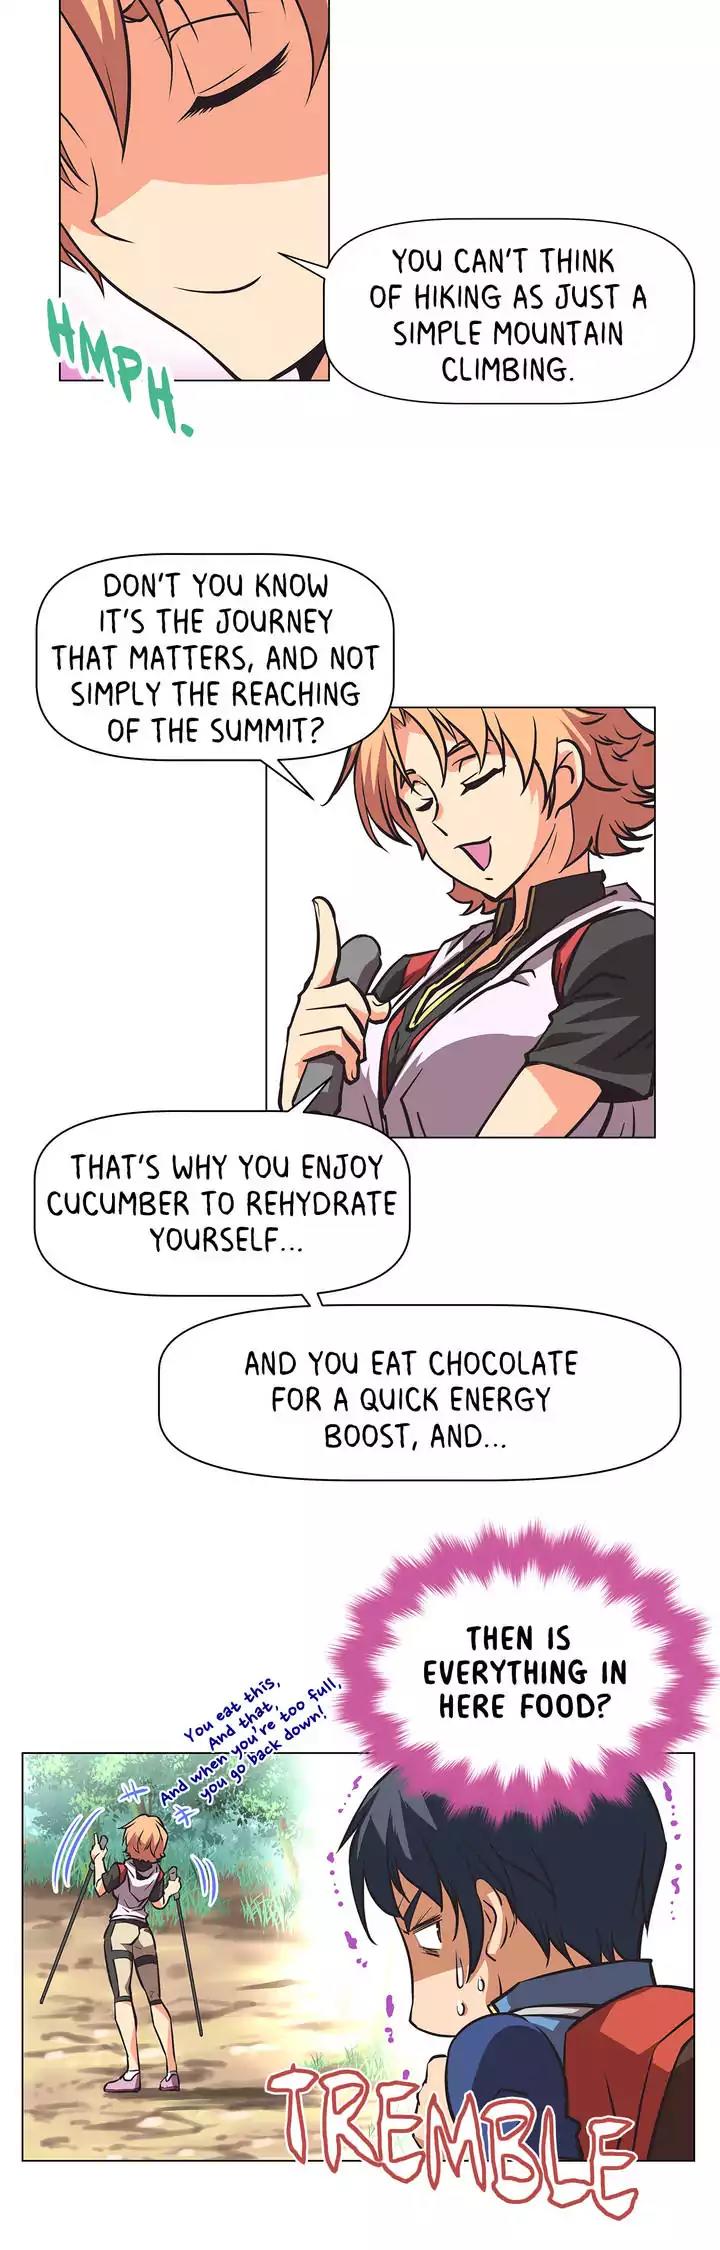 YOU CAN'T THINK
OF HIKING AS JUST A
SIMPLE MOUNTAIN
CLIMBING.
HMPH.
DON'T YOU KNOW
IT'S THE JOURNEY
THAT MATTERS, AND NOT
SIMPLY THE REACHING
OF THE SUMMIT?
THAT'S WHY YOU ENJOY
CUCUMBER TO REHYDRATE
YOURSELF...
AND YOU EAT CHOCOLATE
FOR A QUICK ENERGY
BOOST, AND...
THEN IS
EVERYTHING IN
HERE FOOD?
You eat this,
And that,
And when you're too full,
you go back down!
TREMBLE